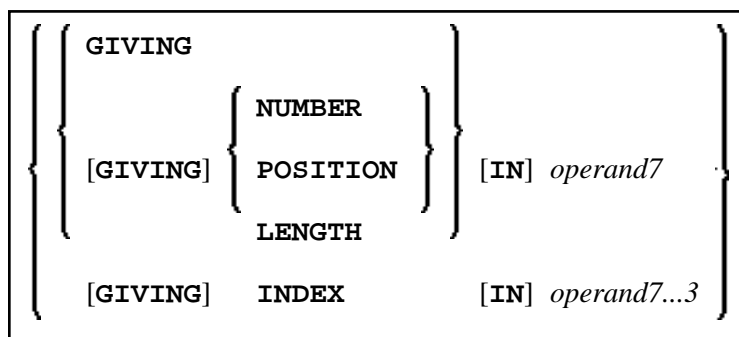 GIVING
NUMBER
[GIVING] POSITION [IN] operand7
LENGTH
[GIVING] INDEX [IN] operand7...3